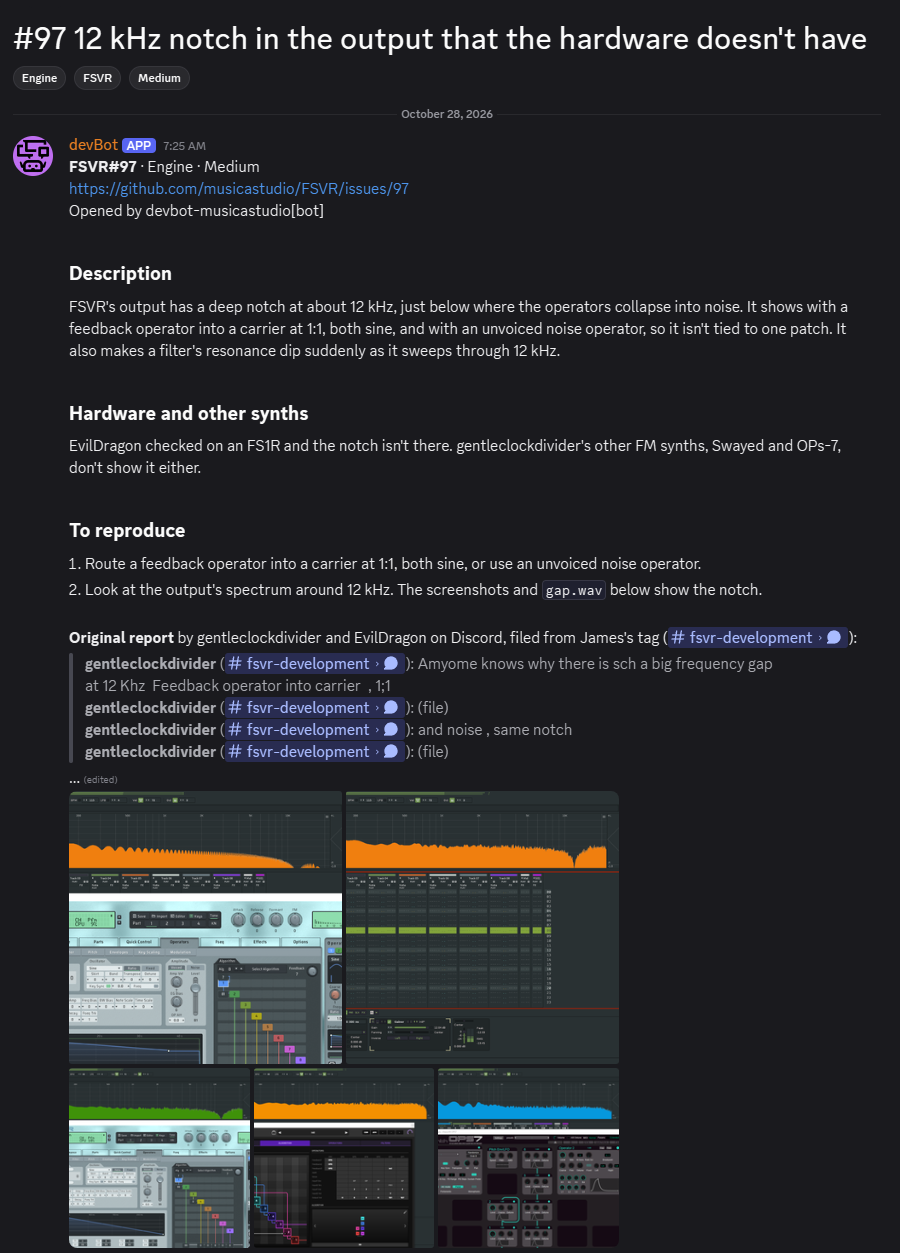 #97 12 kHz notch in the output that the hardware doesn't have
Engine FSVR Medium
October 28, 2026
devBot APP 7:25 AM
FSVR#97 · Engine · Medium
https://github.com/musicastudio/FSVR/issues/97
Opened by devbot-musicastudio[bot]
Description
FSVR's output has a deep notch at about 12 kHz, just below where the operators collapse into noise. It shows with a
feedback operator into a carrier at 1:1, both sine, and with an unvoiced noise operator, so it isn't tied to one patch. It
also makes a filter's resonance dip suddenly as it sweeps through 12 kHz.
Hardware and other synths
EvilDragon checked on an FS1R and the notch isn't there. gentleclockdivider's other FM synths, Swayed and OPs-7,
don't show it either.
To reproduce
1. Route a feedback operator into a carrier at 1:1, both sine, or use an unvoiced noise operator.
2. Look at the output's spectrum around 12 kHz. The screenshots and gap.wav below show the notch.
Original report by gentleclockdivider and EvilDragon on Discord, filed from James's tag (# fsvr-development ›):
gentleclockdivider (# fsvr-development ›): Amyome knows why there is sch a big frequency gap
at 12 Khz Feedback operator into carrier , 1;1
gentleclockdivider (# fsvr-development ›): (file)
gentleclockdivider (# fsvr-development ›): and noise , same notch
gentleclockdivider (# fsvr-development ›): (file)
... (edited)
Parts Quick Control Operators Freq Effects Options
OPS7